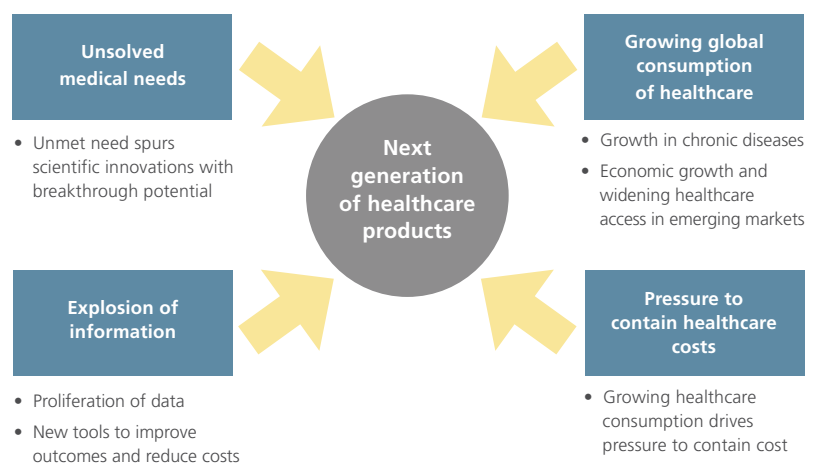 Unsolved
medical needs
• Unmet need spurs
scientific innovations with
breakthrough potential
Growing global
consumption
of healthcare
• Growth in chronic diseases
• Economic growth and
widening healthcare
access in emerging markets
Next
generation
of healthcare
products
Explosion of
information
• Proliferation of data
• New tools to improve
outcomes and reduce costs
Pressure to
contain healthcare
costs
• Growing healthcare
consumption drives
pressure to contain cost